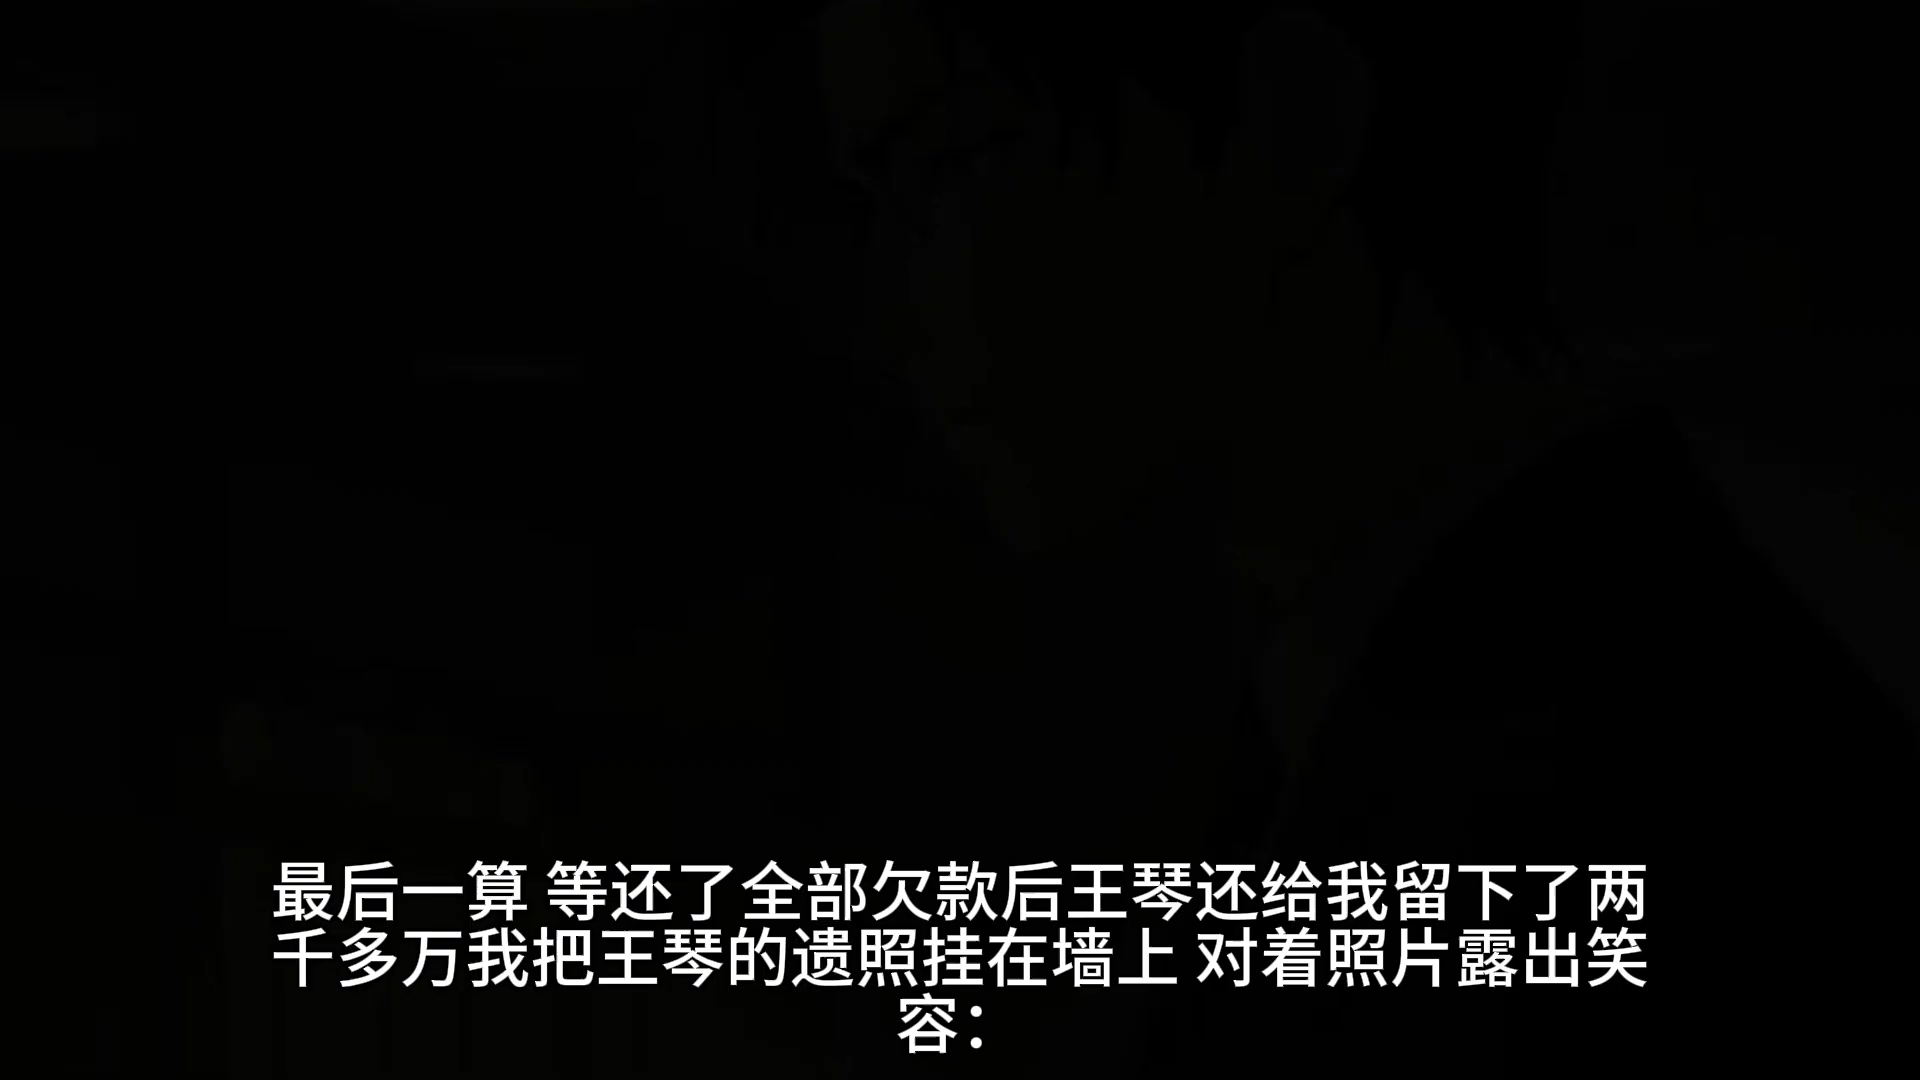 最后一算 等还了全部欠款后王琴还给我留下了两
千多万我把王琴的遗照挂在墙上 对着照片露出笑
容：